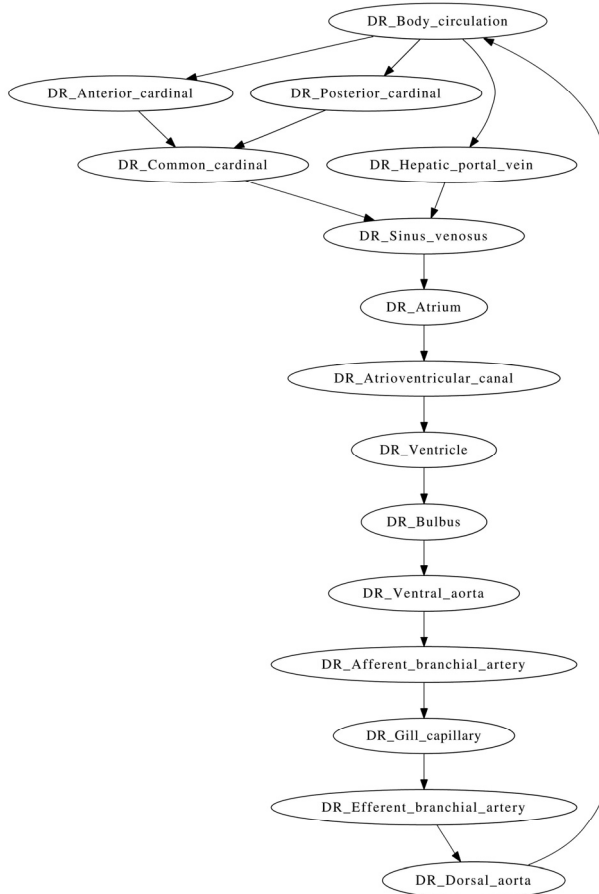 DR_Body_circulation
DR_Anterior_cardinal
DR_Posterior_cardinal
DR_Common_cardinal
DR_Hepatic_portal_vein
DR_Sinus_venosus
DR_Atrium
DR_Atrioventricular_canal
DR_Ventricle
DR_Bulbus
DR_Ventral_aorta
DR_Afferent_branchial_artery
DR_Gill_capillary
DR_Efferent_branchial_artery
DR_Dorsal_aorta